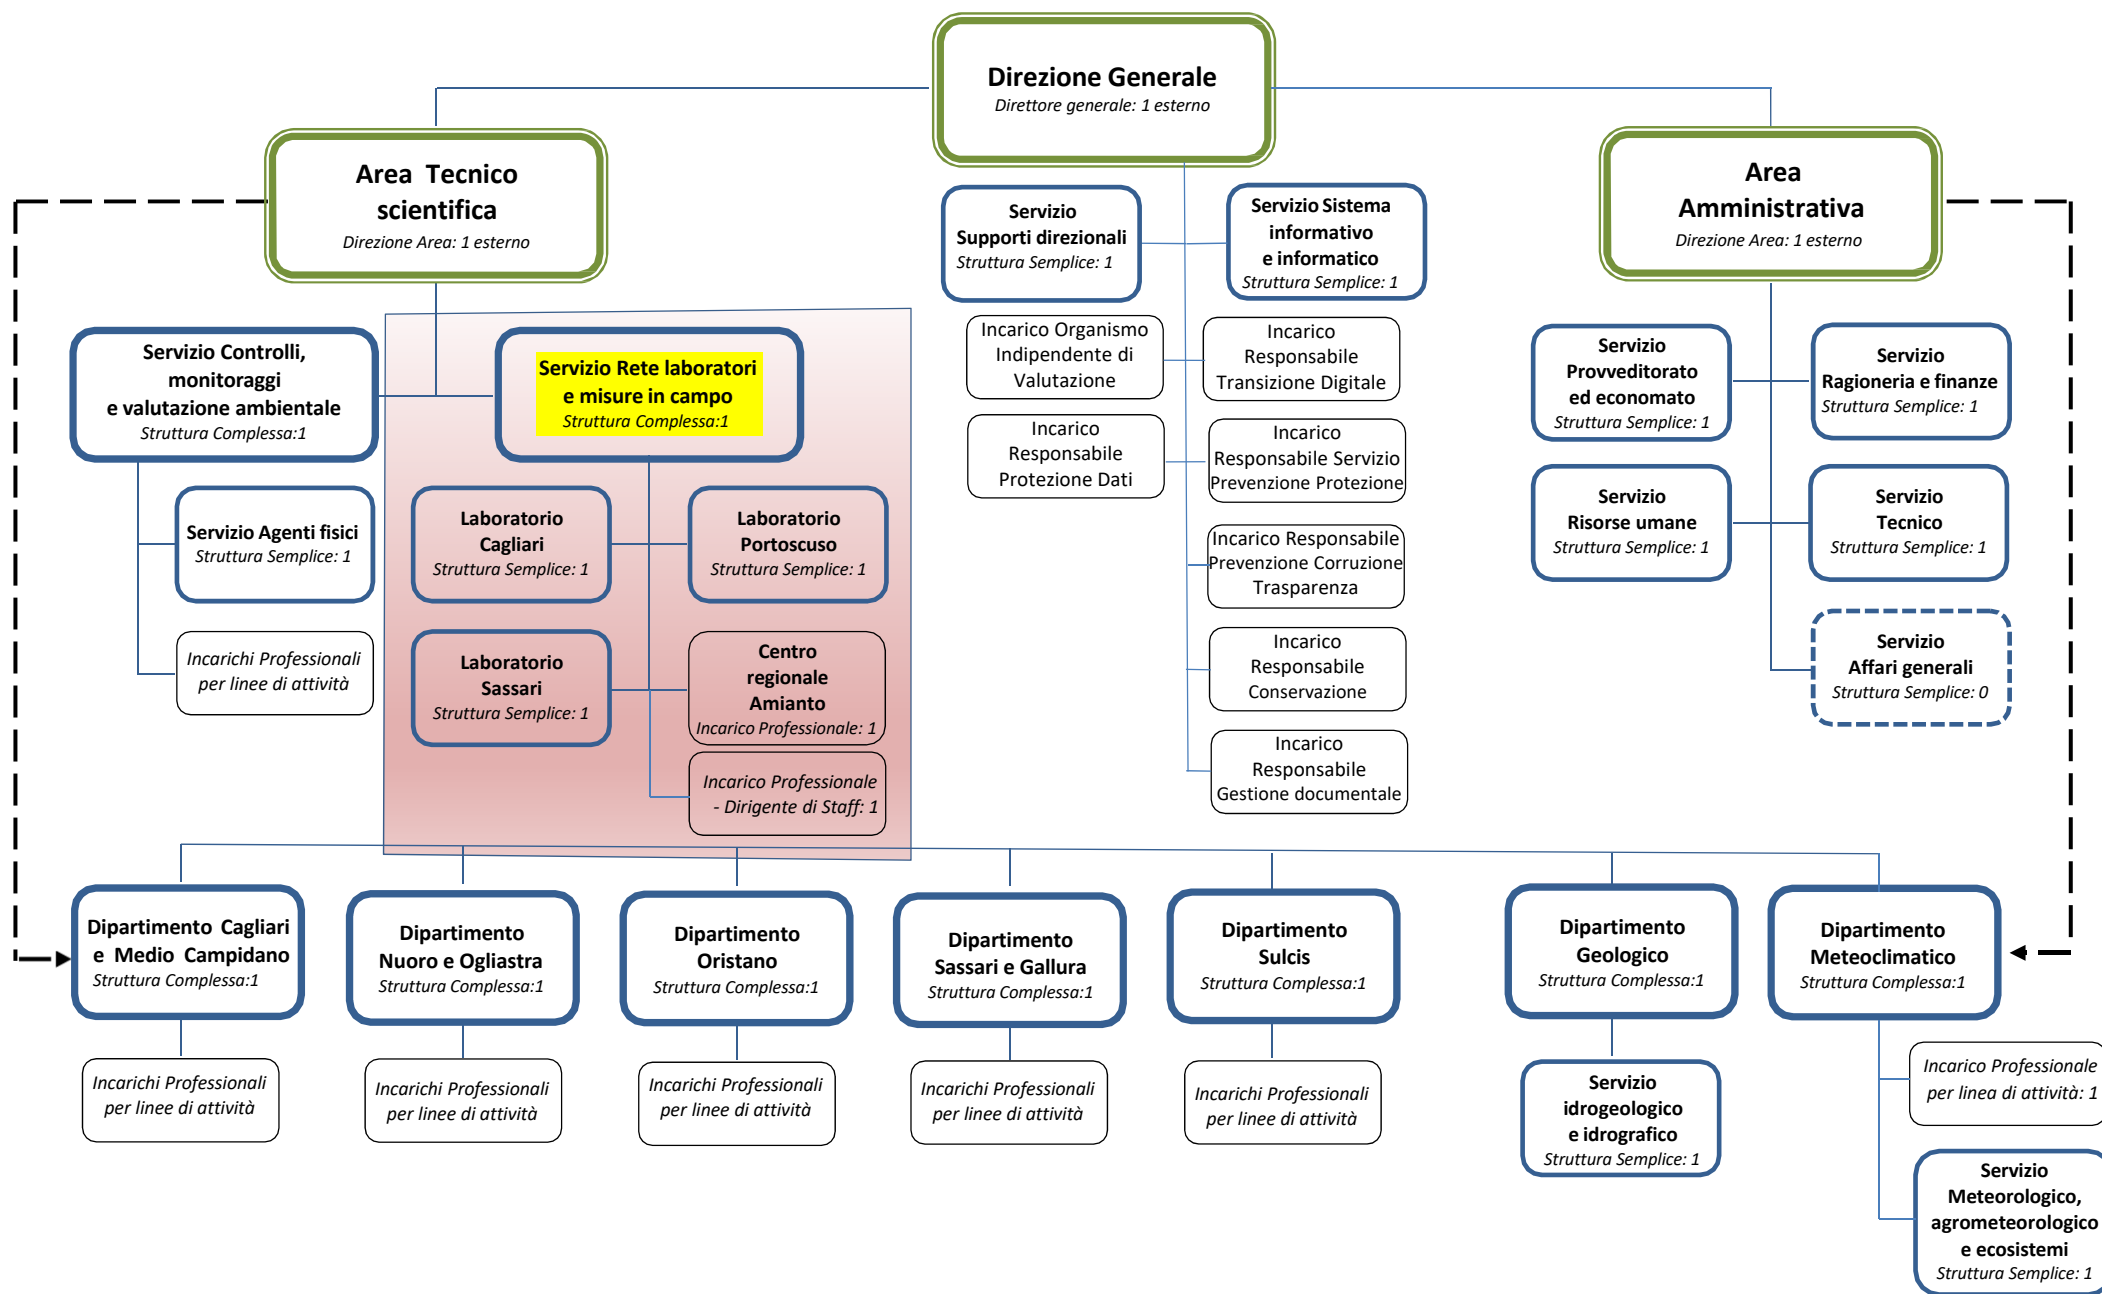 Direzione Generale
Direttore generale: 1 esterno
Area Tecnico
scientifica
Direzione Area: 1 esterno
Area
Amministrativa
Direzione Area: 1 esterno
Servizio
Supporti direzionali
Struttura Semplice: 1
Servizio Sistema
informativo
e informatico
Struttura Semplice: 1
Incarico Organismo
Indipendente di
Valutazione
Incarico
Responsabile
Transizione Digitale
Incarico
Responsabile
Protezione Dati
Incarico
Responsabile Servizio
Prevenzione Protezione
Incarico Responsabile
Prevenzione Corruzione
Trasparenza
Incarico
Responsabile
Conservazione
Incarico
Responsabile
Gestione documentale
Servizio Controlli,
monitoraggi
e valutazione ambientale
Struttura Complessa:1
Servizio Rete laboratori
e misure in campo
Struttura Complessa:1
Servizio Agenti fisici
Struttura Semplice: 1
Incarichi Professionali
per linee di attività
Laboratorio
Cagliari
Struttura Semplice: 1
Laboratorio
Portoscuso
Struttura Semplice: 1
Laboratorio
Sassari
Struttura Semplice: 1
Centro
regionale
Amianto
Incarico Professionale: 1
Incarico Professionale
- Dirigente di Staff: 1
Servizio
Provveditorato
ed economato
Struttura Semplice: 1
Servizio
Ragioneria e finanze
Struttura Semplice: 1
Servizio
Risorse umane
Struttura Semplice: 1
Servizio
Tecnico
Struttura Semplice: 1
Servizio
Affari generali
Struttura Semplice: 0
Dipartimento Cagliari
e Medio Campidano
Struttura Complessa:1
Dipartimento
Nuoro e Ogliastra
Struttura Complessa:1
Dipartimento
Oristano
Struttura Complessa:1
Dipartimento
Sassari e Gallura
Struttura Complessa:1
Dipartimento
Sulcis
Struttura Complessa:1
Dipartimento
Geologico
Struttura Complessa:1
Dipartimento
Meteoclimatico
Struttura Complessa:1
Incarichi Professionali
per linee di attività
Incarichi Professionali
per linee di attività
Incarichi Professionali
per linee di attività
Incarichi Professionali
per linee di attività
Incarichi Professionali
per linee di attività
Servizio
idrogeologico
e idrografico
Struttura Semplice: 1
Incarico Professionale
per linea di attività: 1
Servizio
Meteorologico,
agrometeorologico
e ecosistemi
Struttura Semplice: 1